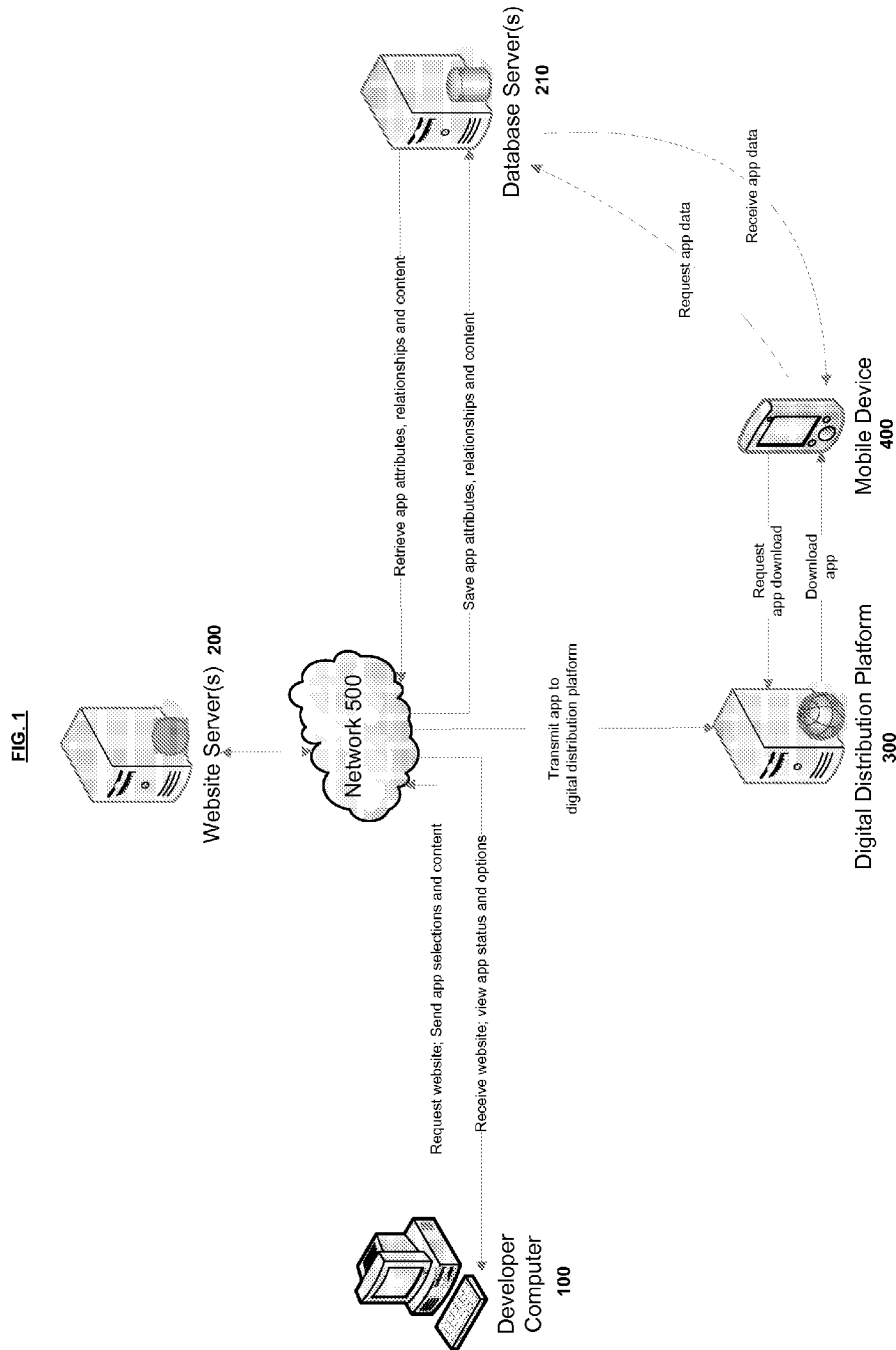 FIG. 1
Website Server(s) 200
Network 500
Request website; Send app selections and content
Receive website; view app status and options
Retrieve app attributes, relationships and content
Save app attributes, relationships and content
Developer
Computer
100
Database Server(s)
210
Transmit app to
digital distribution platform
Request app data
Receive app data
Request
app download
Download
app
Digital Distribution Platform
300
Mobile Device
400